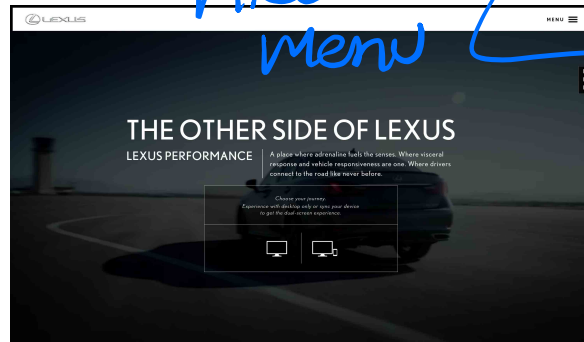 LEXUS
MENU
menu
THE OTHER SIDE OF LEXUS
LEXUS PERFORMANCE
A place where adrenaline fuels the senses. Where visceral
response and vehicle responsiveness are one. Where drivers
connect to the road like never before.
Choose your journey.
Experience with desktop only or sync your device
to get the dual-screen experience.